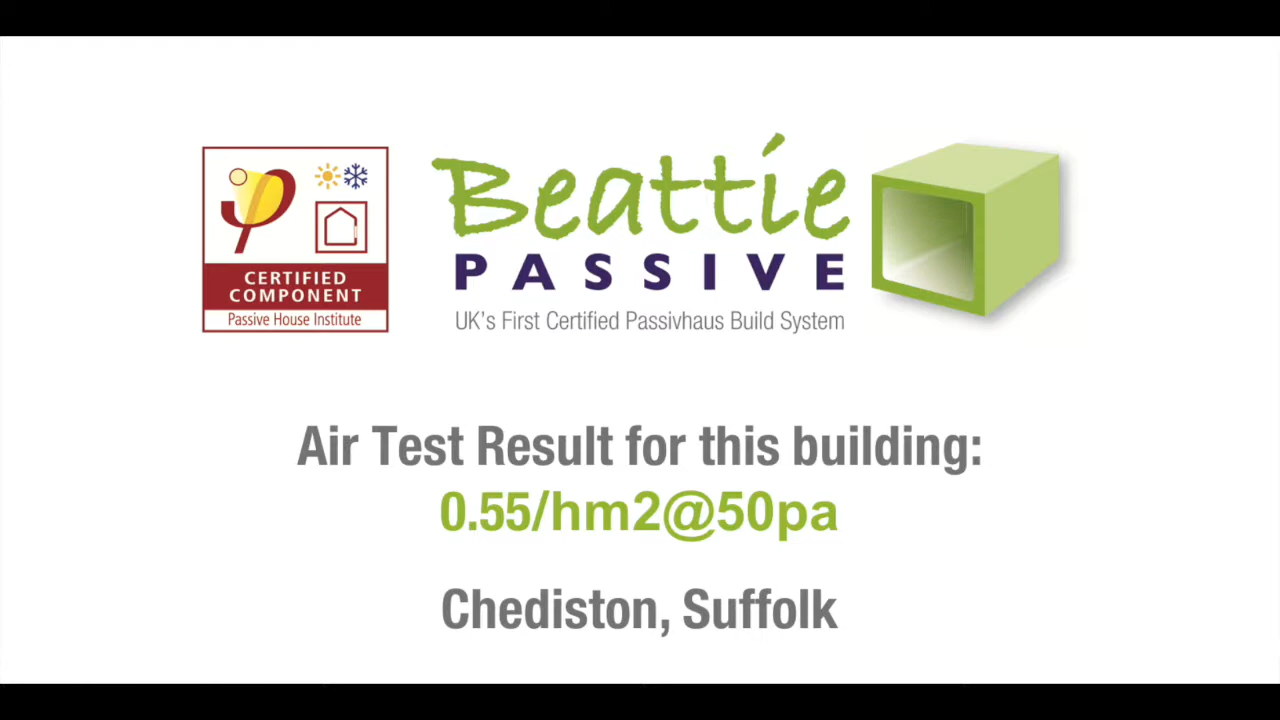 CERTIFIED
COMPONENT
Passive House Institute
Beattie
PASSIVE
UK's First Certified Passivhaus Build System
Air Test Result for this building:
0.55/hm2@50pa
Chediston, Suffolk